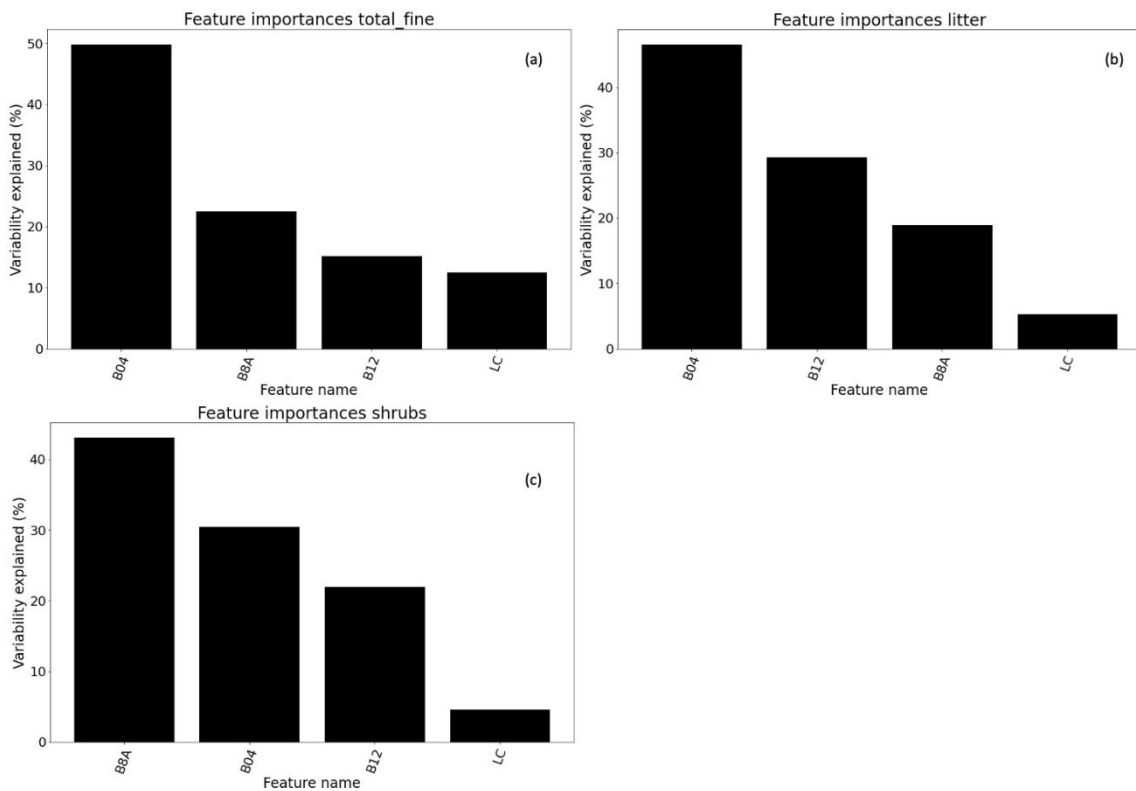 Feature importances total_fine
(a)
Variability explained (%)
50
40
30
20
10
0
B04
B8A
B12
LC
Feature name
Feature importances litter
(b)
Variability explained (%)
40
30
20
10
0
B04
B12
B8A
LC
Feature name
Feature importances shrubs
(c)
Variability explained (%)
40
30
20
10
0
B8A
B04
B12
LC
Feature name